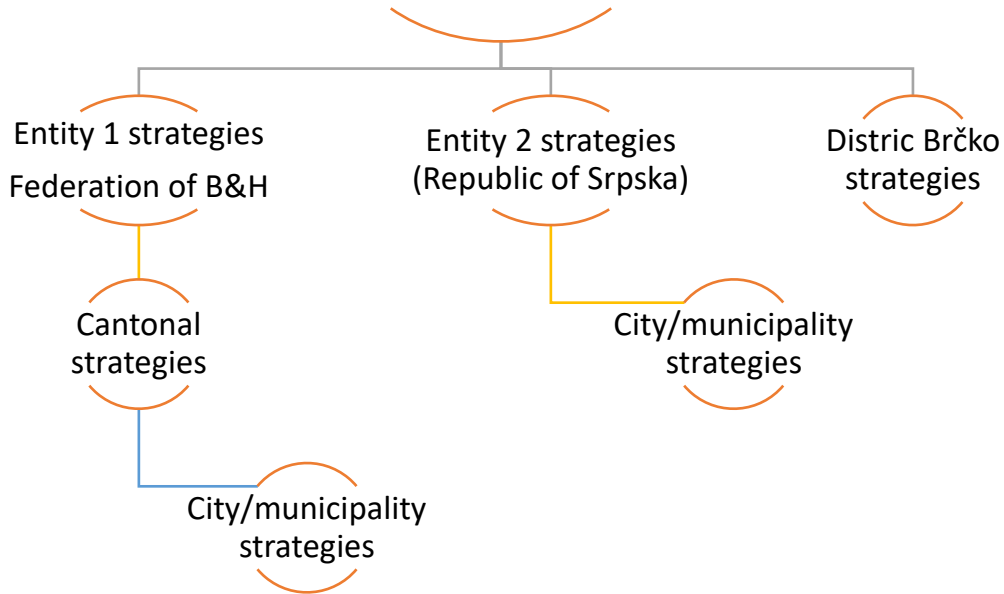 Entity 1 strategies
Federation of B&H
Entity 2 strategies
(Republic of Srpska)
Distric Brčko
strategies
Cantonal
strategies
City/municipality
strategies
City/municipality
strategies